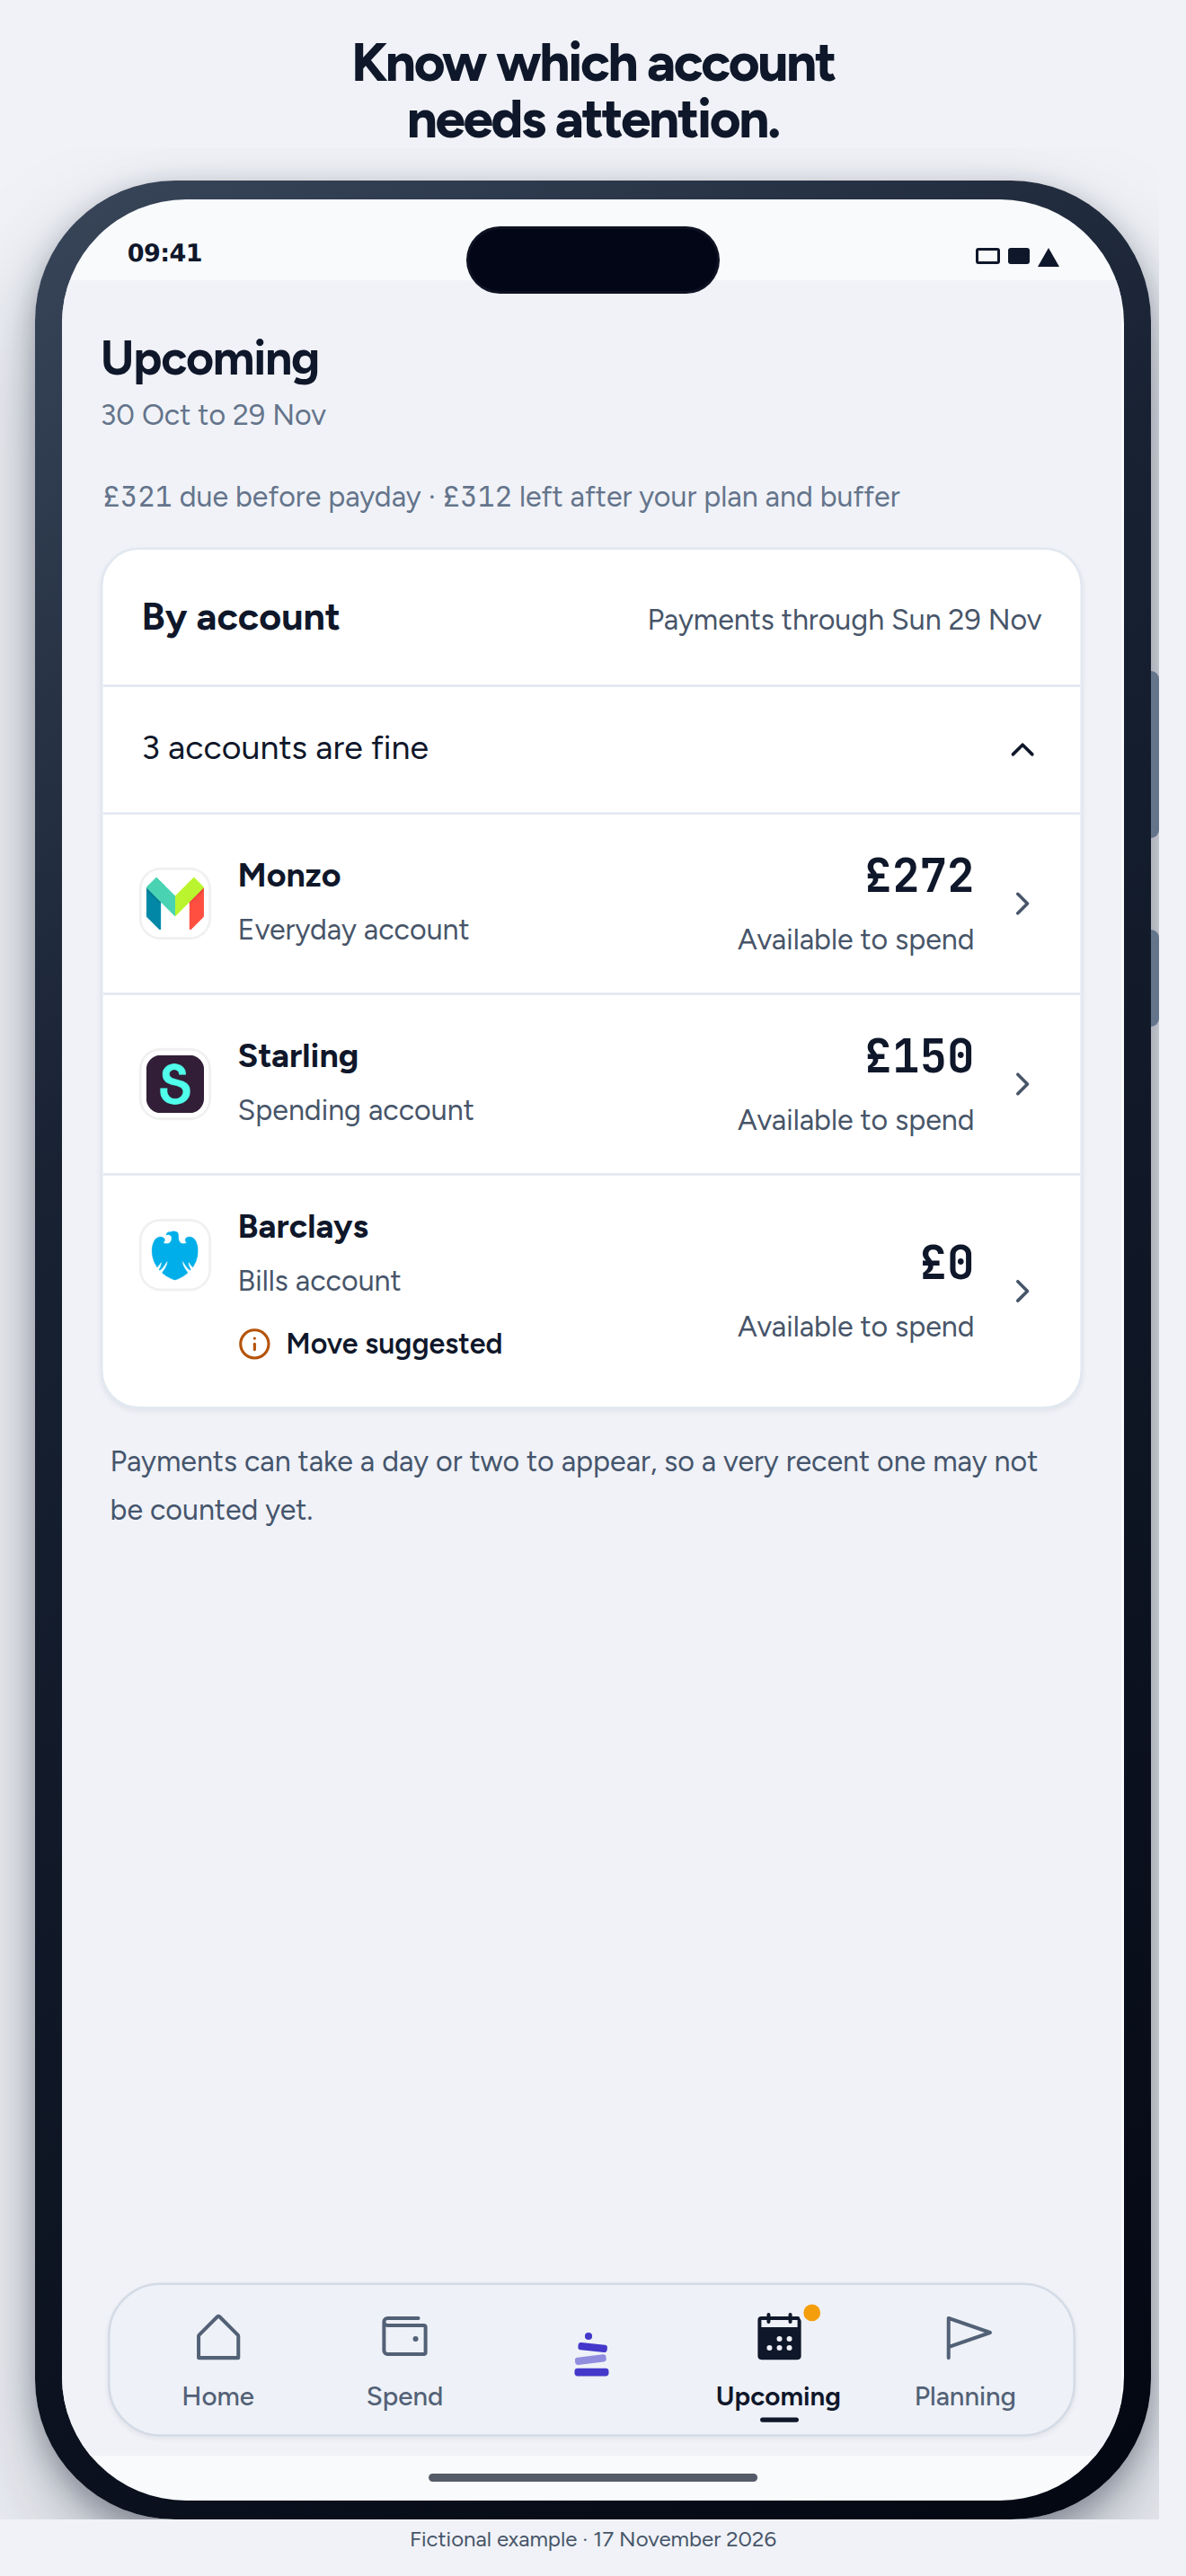 Know which account
needs attention.
09:41
Upcoming
30 Oct to 29 Nov
£321 due before payday · £312 left after your plan and buffer
By account
Payments through Sun 29 Nov
3 accounts are fine
Monzo
£272
Everyday account
Available to spend
Starling
£150
Spending account
Available to spend
Barclays
£0
Bills account
Available to spend
Move suggested
Payments can take a day or two to appear, so a very recent one may not
be counted yet.
Home
Spend
Upcoming
Planning
Fictional example · 17 November 2026